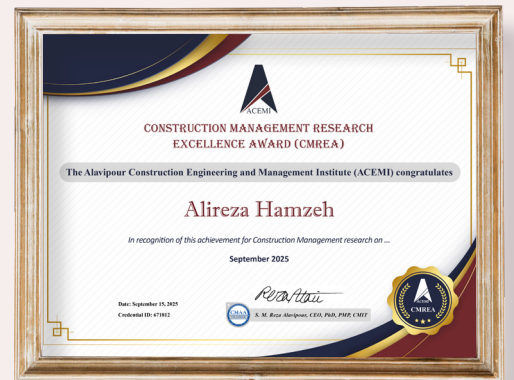 ACEMI
CONSTRUCTION MANAGEMENT RESEARCH
EXCELLENCE AWARD (CMREA)
The Alavipour Construction Engineering and Management Institute (ACEMI) congratulates
Alireza Hamzeh
In recognition of this achievement for Construction Management research on ...
September 2025
Date: September 15, 2025
Credential ID: 671812
CMAA
S. M. Reza Alavipour, CEO, PhD, PMP, CMIT
ACEMI
CMREA